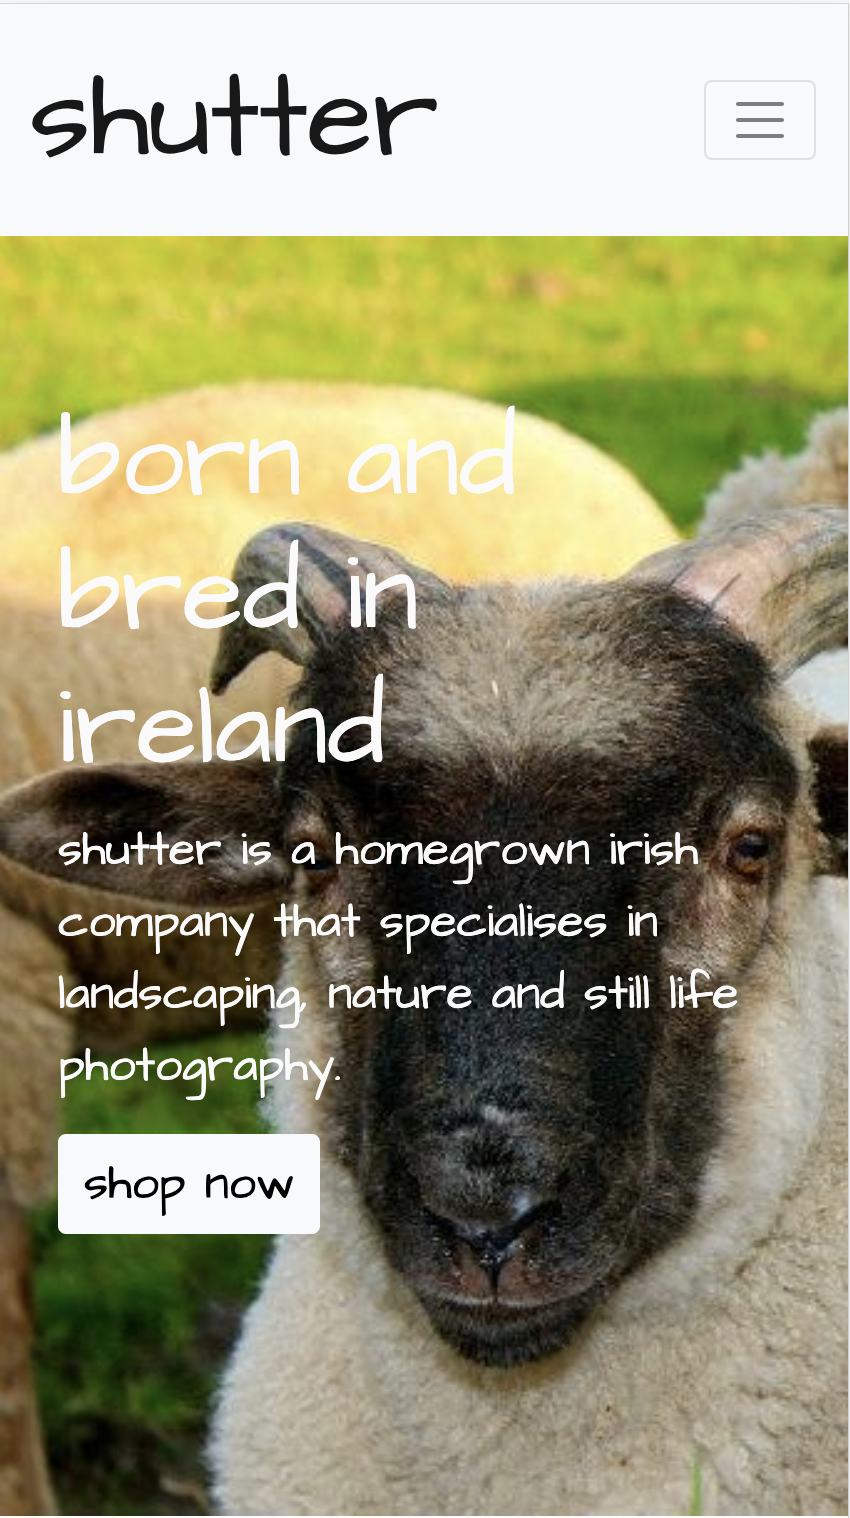 shutter
born and
bred in
ireland
shutter is a homegrown irish
company that specialises in
landscaping, nature and still life
photography.
shop now